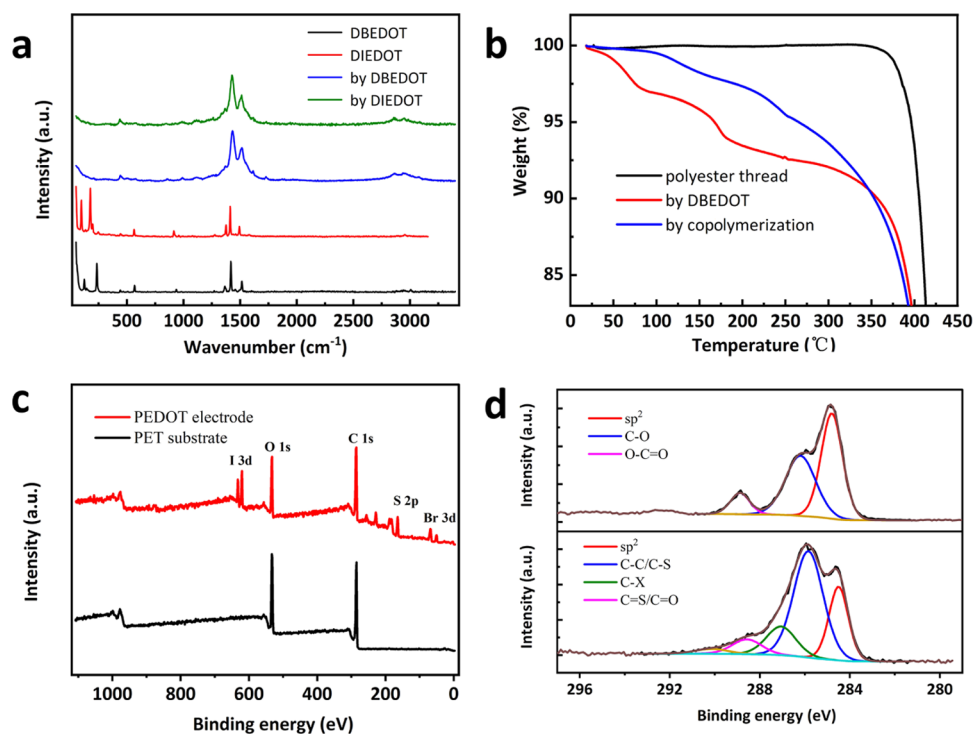 a
DBEDOT
DIEDOT
by DBEDOT
by DIEDOT
Intensity (a.u.)
500 1000 1500 2000 2500 3000
Wavenumber (cm⁻¹)
b
100
95
90
85
Weight (%)
polyester thread
by DBEDOT
by copolymerization
0 50 100 150 200 250 300 350 400 450
Temperature (℃)
c
PEDOT electrode
PET substrate
I 3d
O 1s
C 1s
S 2p
Br 3d
Intensity (a.u.)
Intensity (a.u.)
1000 800 600 400 200 0
Binding energy (eV)
d
sp²
C-O
O-C=O
Intensity (a.u.)
sp²
C-C/C-S
C-X
C=S/C=O
Intensity (a.u.)
296 292 288 284 280
Binding energy (eV)